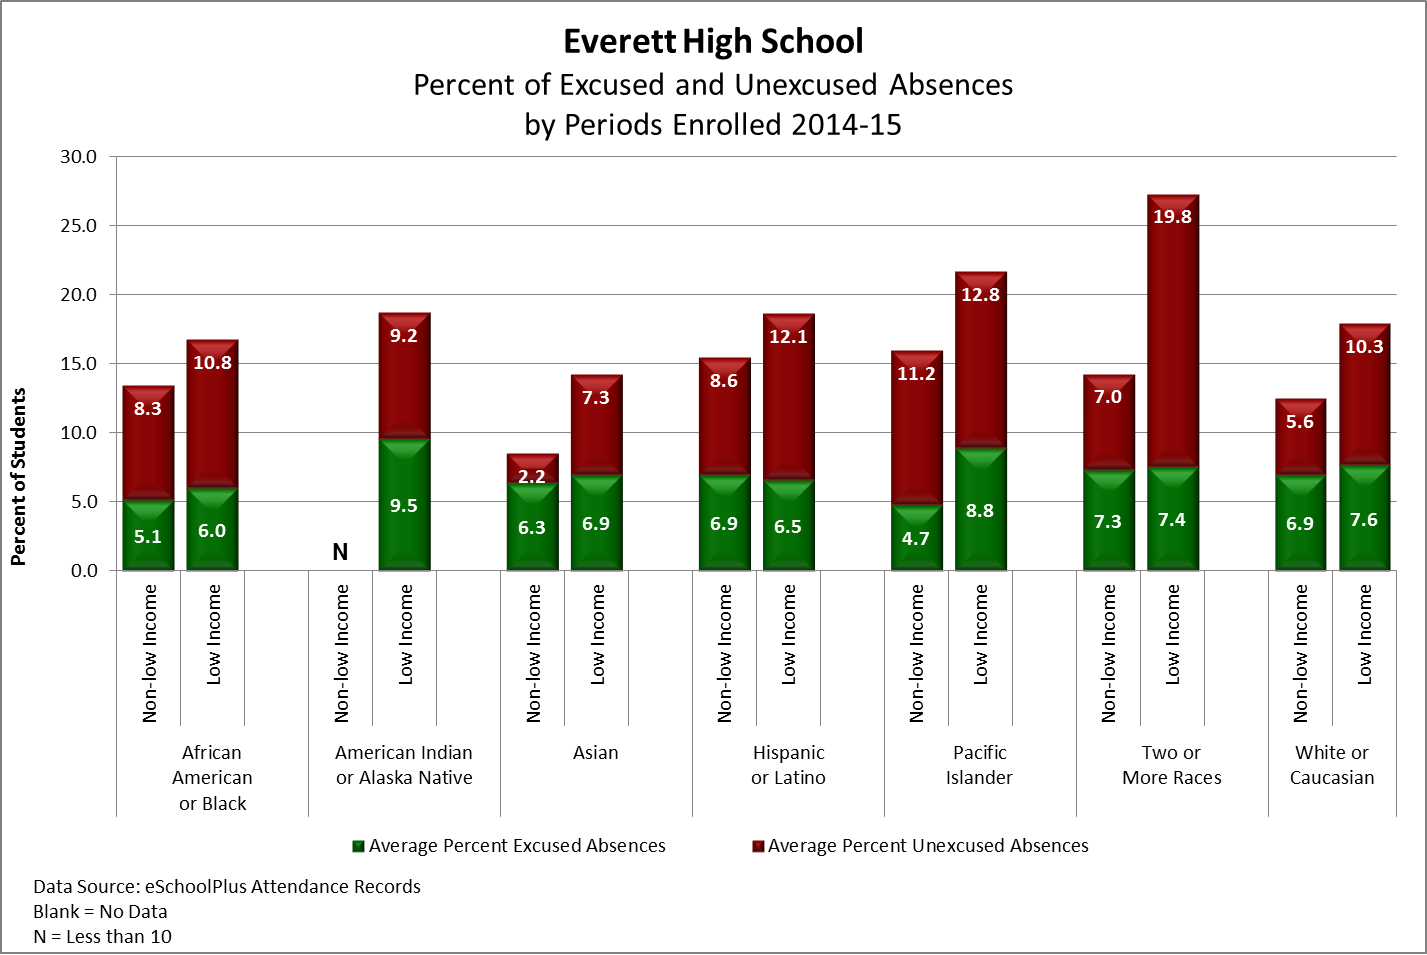 Everett High School
Percent of Excused and Unexcused Absences
by Periods Enrolled 2014-15
30.0
25.0
20.0
15.0
10.0
5.0
0.0
Percent of Students
8.3
5.1
10.8
6.0
N
9.2
9.5
2.2
6.3
7.3
6.9
8.6
6.9
12.1
6.5
11.2
4.7
12.8
8.8
7.0
7.3
19.8
7.4
5.6
6.9
10.3
7.6
Non-low Income
Low Income
Non-low Income
Low Income
Non-low Income
Low Income
Non-low Income
Low Income
Non-low Income
Low Income
Non-low Income
Low Income
Non-low Income
Low Income
African
American
or Black
American Indian
or Alaska Native
Asian
Hispanic
or Latino
Pacific
Islander
Two or
More Races
White or
Caucasian
Average Percent Excused Absences
Average Percent Unexcused Absences
Data Source: eSchoolPlus Attendance Records
Blank = No Data
N = Less than 10